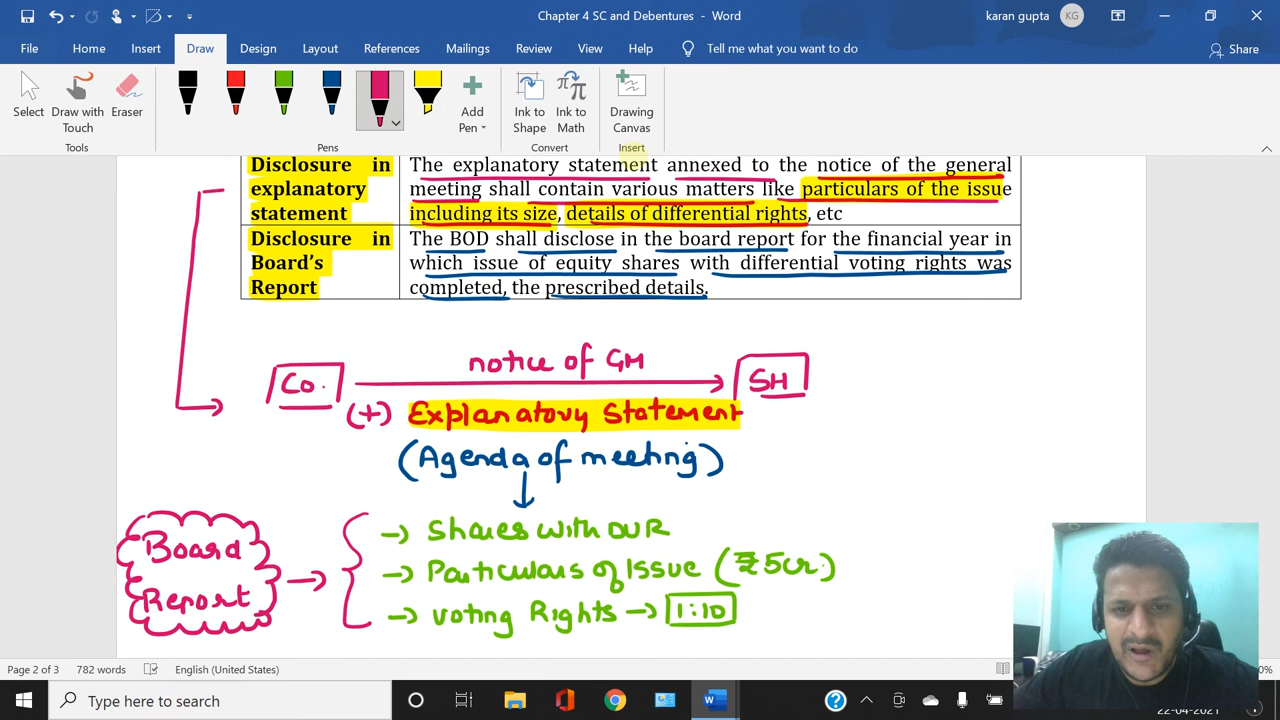 Chapter 4 SC and Debentures - Word
karan gupta KG
File Home Insert Draw Design Layout References Mailings Review View Help Tell me what you want to do Share
Select Draw with Touch Eraser Add Pen Ink to Shape Ink to Math Drawing Canvas
Tools Pens Convert Insert
Disclosure in The explanatory statement annexed to the notice of the general
explanatory meeting shall contain various matters like particulars of the issue
statement including its size, details of differential rights, etc
Disclosure in The BOD shall disclose in the board report for the financial year in
Board's which issue of equity shares with differential voting rights was
Report completed, the prescribed details.
notice of GM
Co. SH
(+) Explanatory Statement
(Agenda of meeting)
→ Shares with DVR
Board → Particulars of Issue (₹5cr.)
Report → Voting Rights → 1:10
Page 2 of 3 782 words English (United States) 0%
Type here to search
22-04-2021